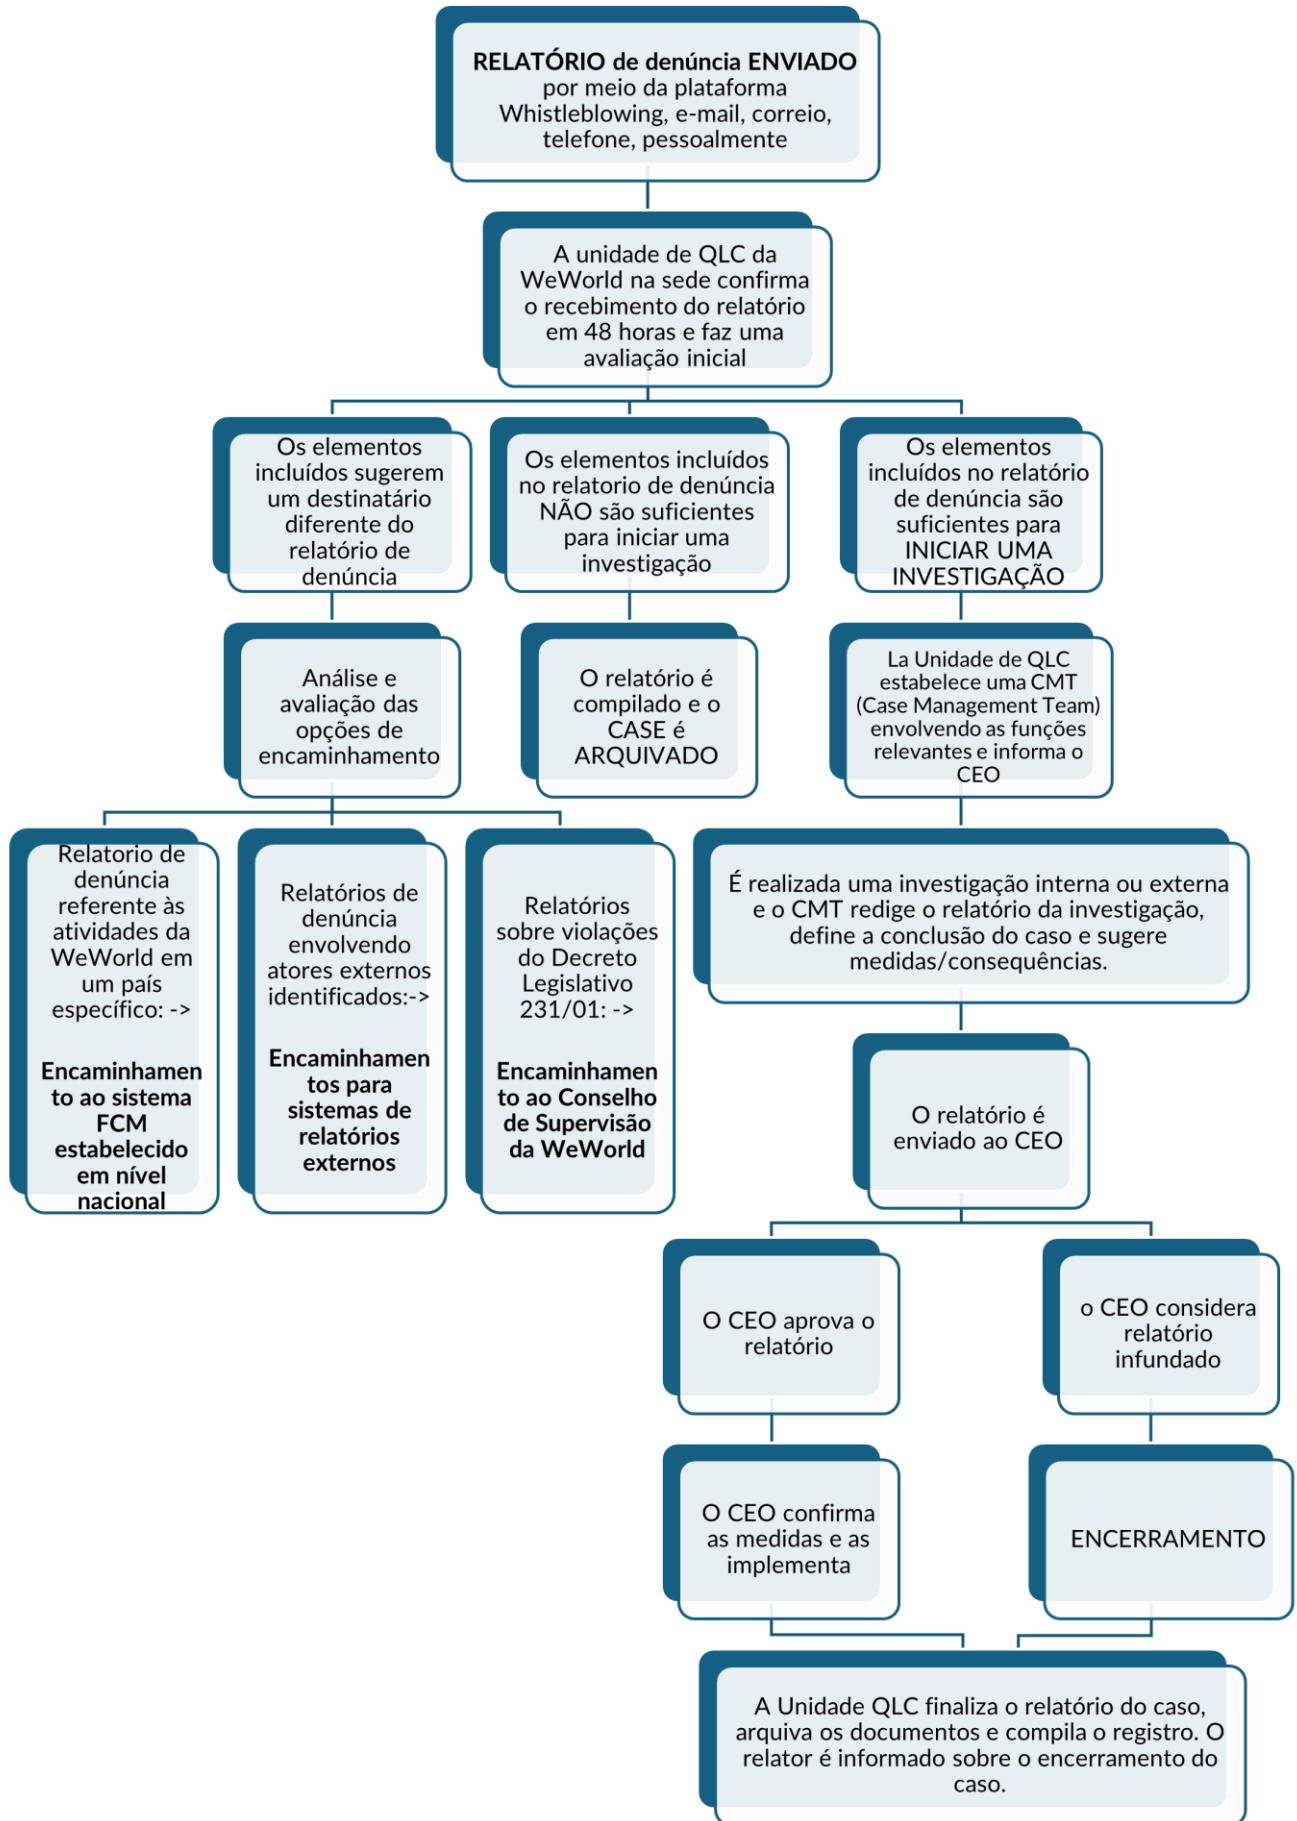 RELATÓRIO de denúncia ENVIADO
por meio da plataforma
Whistleblowing, e-mail, correio,
telefone, pessoalmente
A unidade de QLC da
WeWorld na sede confirma
o recebimento do relatório
em 48 horas e faz uma
avaliação inicial
Os elementos
incluídos sugerem
um destinatário
diferente do
relatório de
denúncia
Os elementos incluídos
no relatorio de denúncia
NÃO são suficientes
para iniciar uma
investigação
Os elementos
incluídos no relatório
de denúncia são
suficientes para
INICIAR UMA
INVESTIGAÇÃO
Análise e
avaliação das
opções de
encaminhamento
O relatório é
compilado e o
CASE é
ARQUIVADO
La Unidade de QLC
estabelece uma CMT
(Case Management Team)
envolvendo as funções
relevantes e informa o
CEO
Relatorio de
denúncia
referente às
atividades da
WeWorld em
um país
específico: ->
Encaminhamen
to ao sistema
FCM
estabelecido
em nível
nacional
Relatórios de
denúncia
envolvendo
atores externos
identificados:->
Encaminhamen
tos para
sistemas de
relatórios
externos
Relatórios
sobre violações
do Decreto
Legislativo
231/01: ->
Encaminhamen
to ao Conselho
de Supervisão
da WeWorld
É realizada uma investigação interna ou externa
e o CMT redige o relatório da investigação,
define a conclusão do caso e sugere
medidas/consequências.
O relatório é
enviado ao CEO
O CEO aprova o
relatório
o CEO considera
relatório
infundado
O CEO confirma
as medidas e as
implementa
ENCERRAMENTO
A Unidade QLC finaliza o relatório do caso,
arquiva os documentos e compila o registro. O
relator é informado sobre o encerramento do
caso.